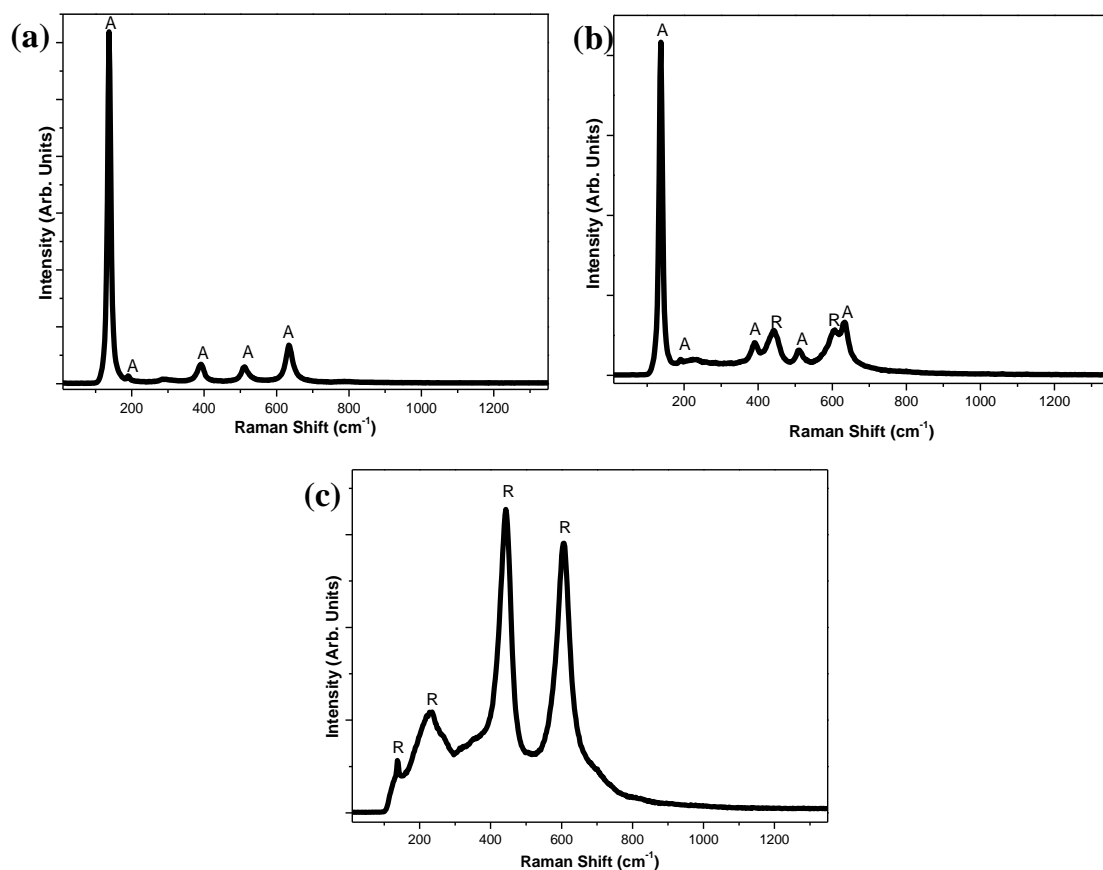 (a)
A
A
A
A
A
Intensity (Arb. Units)
200 400 600 800 1000 1200
Raman Shift (cm⁻¹)
(b)
A
A
A
R
A
R
A
Intensity (Arb. Units)
200 400 600 800 1000 1200
Raman Shift (cm⁻¹)
(c)
R
R
R
R
Intensity (Arb. Units)
200 400 600 800 1000 1200
Raman Shift (cm⁻¹)